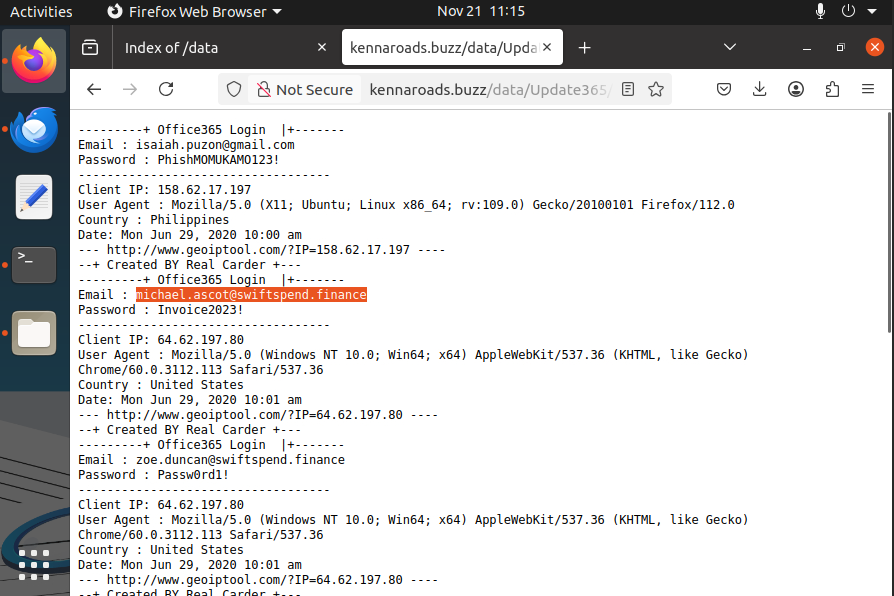 Activities Firefox Web Browser Nov 21 11:15
Index of /data kennaroads.buzz/data/Upda
Not Secure kennaroads.buzz/data/Update365/
---------+ Office365 Login |+-------
Email : isaiah.puzon@gmail.com
Password : PhishMOMUKAMO123!
-----------------------------------
Client IP: 158.62.17.197
User Agent : Mozilla/5.0 (X11; Ubuntu; Linux x86_64; rv:109.0) Gecko/20100101 Firefox/112.0
Country : Philippines
Date: Mon Jun 29, 2020 10:00 am
--- http://www.geoiptool.com/?IP=158.62.17.197 ----
--+ Created BY Real Carder +---
---------+ Office365 Login |+-------
Email : michael.ascot@swiftspend.finance
Password : Invoice2023!
-----------------------------------
Client IP: 64.62.197.80
User Agent : Mozilla/5.0 (Windows NT 10.0; Win64; x64) AppleWebKit/537.36 (KHTML, like Gecko)
Chrome/60.0.3112.113 Safari/537.36
Country : United States
Date: Mon Jun 29, 2020 10:01 am
--- http://www.geoiptool.com/?IP=64.62.197.80 ----
--+ Created BY Real Carder +---
---------+ Office365 Login |+-------
Email : zoe.duncan@swiftspend.finance
Password : Passw0rd1!
-----------------------------------
Client IP: 64.62.197.80
User Agent : Mozilla/5.0 (Windows NT 10.0; Win64; x64) AppleWebKit/537.36 (KHTML, like Gecko)
Chrome/60.0.3112.113 Safari/537.36
Country : United States
Date: Mon Jun 29, 2020 10:01 am
--- http://www.geoiptool.com/?IP=64.62.197.80 ----
--+ Created BY Real Carder +---